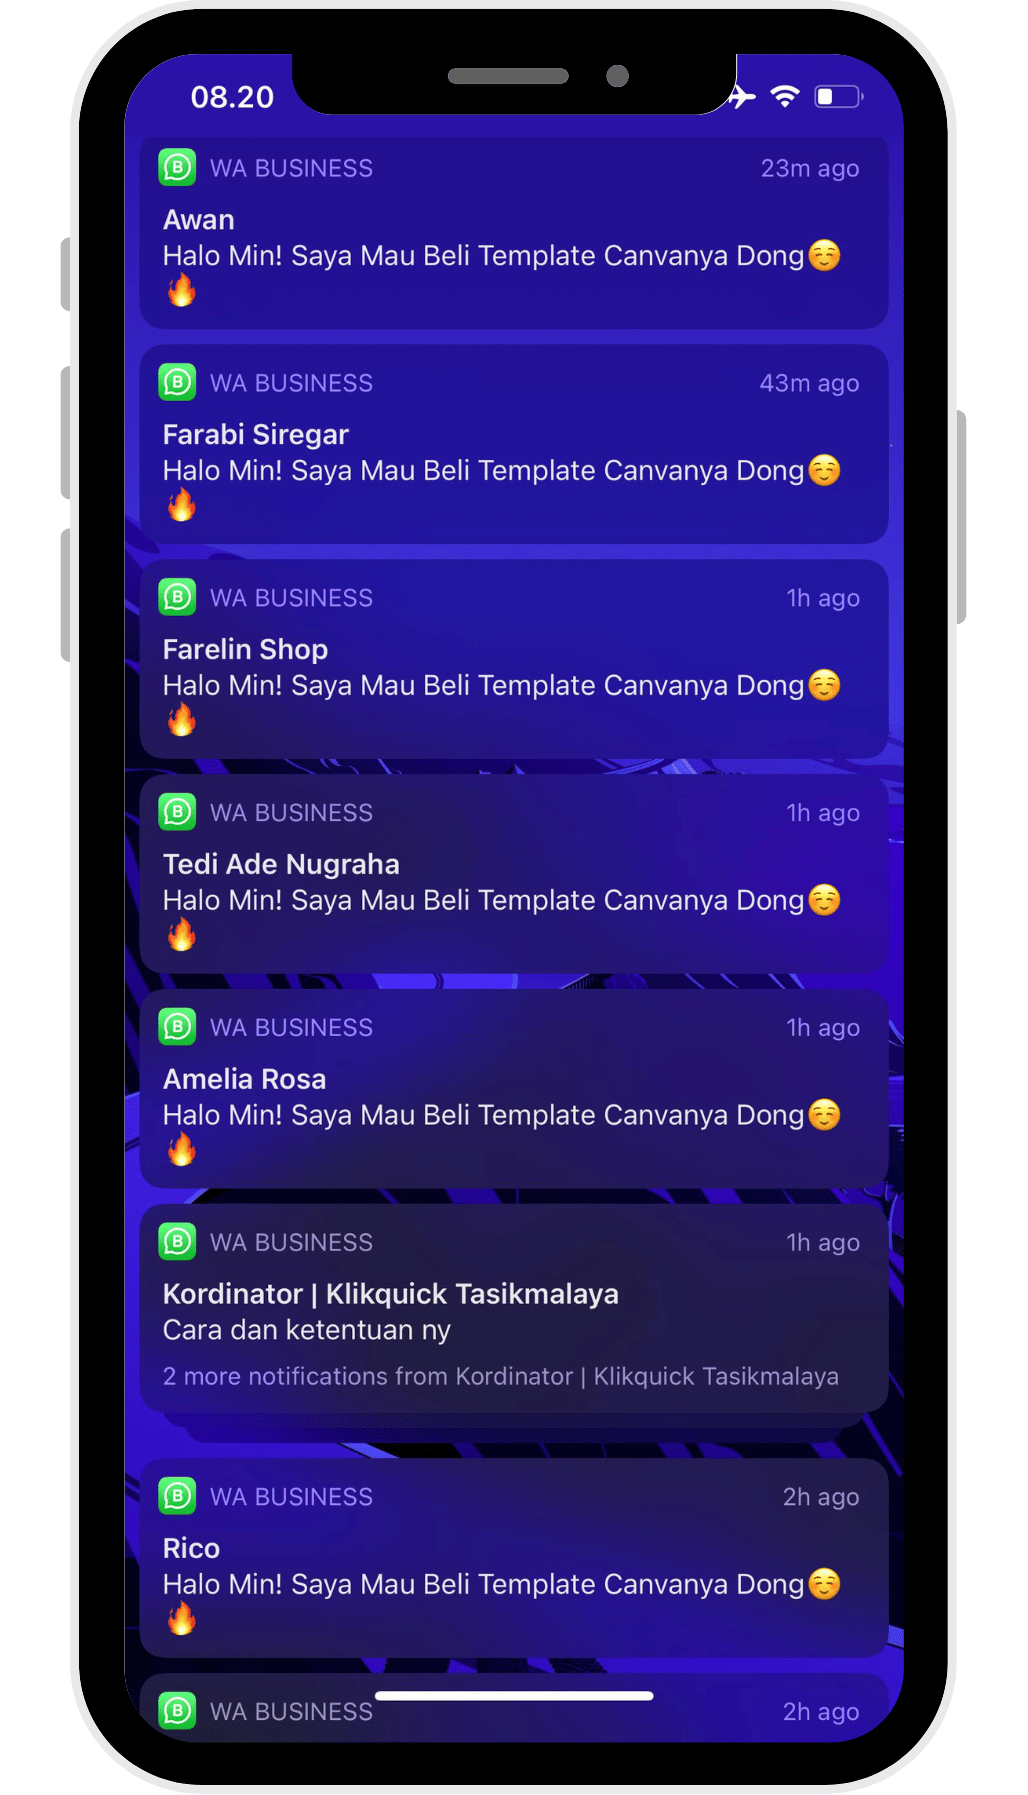 08.20
WA BUSINESS 23m ago
Awan
Halo Min! Saya Mau Beli Template Canvanya Dong☺️
🔥
WA BUSINESS 43m ago
Farabi Siregar
Halo Min! Saya Mau Beli Template Canvanya Dong☺️
🔥
WA BUSINESS 1h ago
Farelin Shop
Halo Min! Saya Mau Beli Template Canvanya Dong☺️
🔥
WA BUSINESS 1h ago
Tedi Ade Nugraha
Halo Min! Saya Mau Beli Template Canvanya Dong☺️
🔥
WA BUSINESS 1h ago
Amelia Rosa
Halo Min! Saya Mau Beli Template Canvanya Dong☺️
🔥
WA BUSINESS 1h ago
Kordinator | Klikquick Tasikmalaya
Cara dan ketentuan ny
2 more notifications from Kordinator | Klikquick Tasikmalaya
WA BUSINESS 2h ago
Rico
Halo Min! Saya Mau Beli Template Canvanya Dong☺️
🔥
WA BUSINESS 2h ago